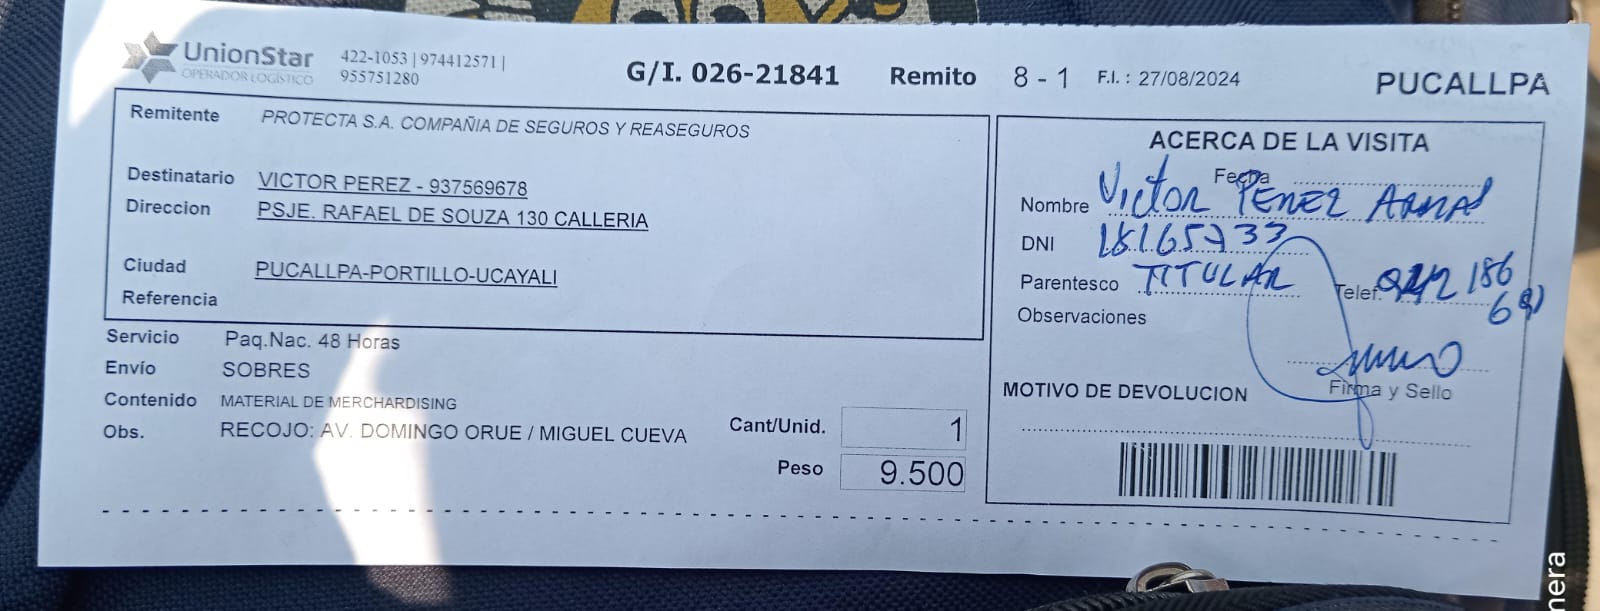 UnionStar
OPERADOR LOGÍSTICO
422-1053 | 974412571 |
955751280
G/I. 026-21841 Remito 8 - 1 F.I. : 27/08/2024 PUCALLPA
Remitente PROTECTA S.A. COMPAÑIA DE SEGUROS Y REASEGUROS
Destinatario VICTOR PEREZ - 937569678
Direccion PSJE. RAFAEL DE SOUZA 130 CALLERIA
Ciudad PUCALLPA-PORTILLO-UCAYALI
Referencia
Servicio Paq.Nac. 48 Horas
Envío SOBRES
Contenido MATERIAL DE MERCHARDISING
Obs. RECOJO: AV. DOMINGO ORUE / MIGUEL CUEVA
Cant/Unid. 1
Peso 9.500
ACERCA DE LA VISITA
Fecha
Nombre Victor PEREZ
DNI 18165733
Parentesco TITULAR Telef. 186
Observaciones
Firma y Sello
MOTIVO DE DEVOLUCION
mera